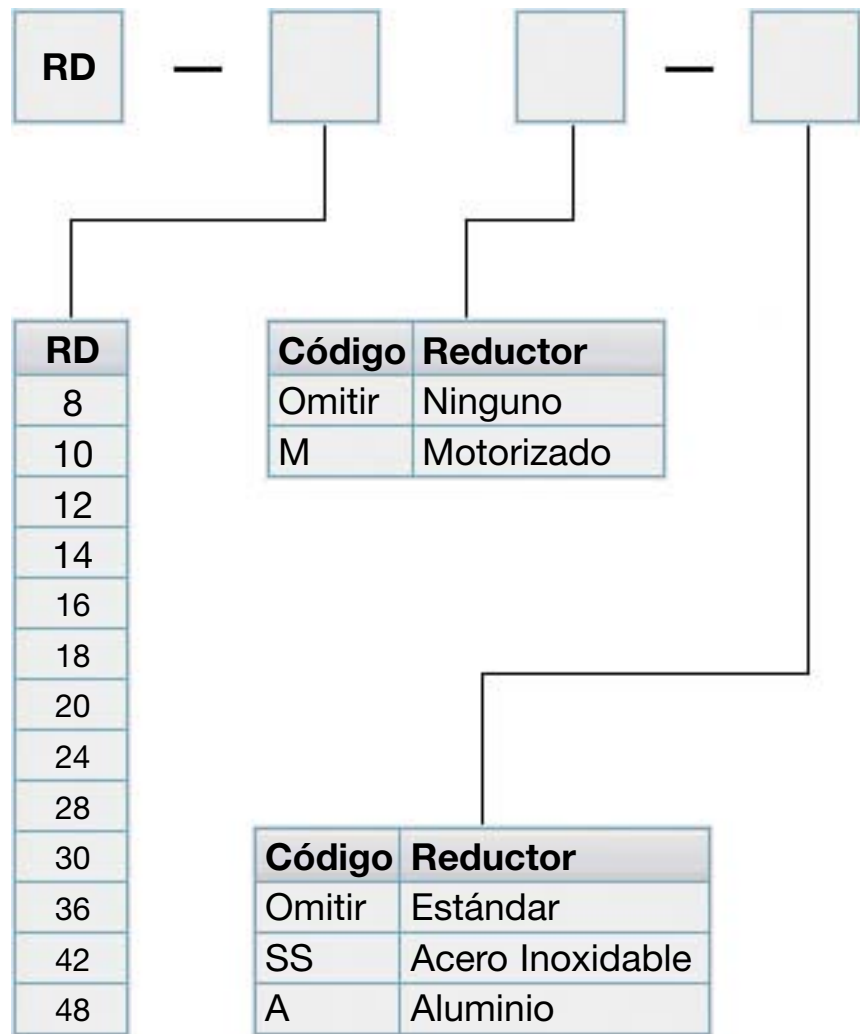 RD — —
RD
8
10
12
14
16
18
20
24
28
30
36
42
48
Código Reductor
Omitir Ninguno
M Motorizado
Código Reductor
Omitir Estándar
SS Acero Inoxidable
A Aluminio